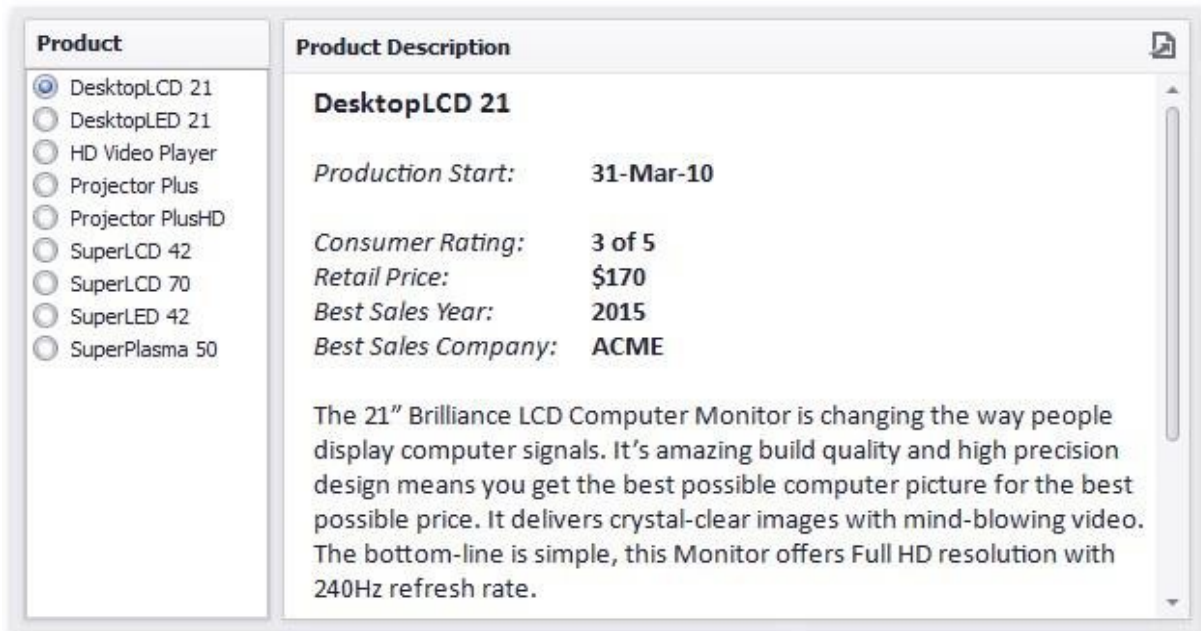 Product
DesktopLCD 21
DesktopLED 21
HD Video Player
Projector Plus
Projector PlusHD
SuperLCD 42
SuperLCD 70
SuperLED 42
SuperPlasma 50
Product Description
DesktopLCD 21
Production Start: 31-Mar-10
Consumer Rating: 3 of 5
Retail Price: $170
Best Sales Year: 2015
Best Sales Company: ACME
The 21” Brilliance LCD Computer Monitor is changing the way people
display computer signals. It’s amazing build quality and high precision
design means you get the best possible computer picture for the best
possible price. It delivers crystal-clear images with mind-blowing video.
The bottom-line is simple, this Monitor offers Full HD resolution with
240Hz refresh rate.